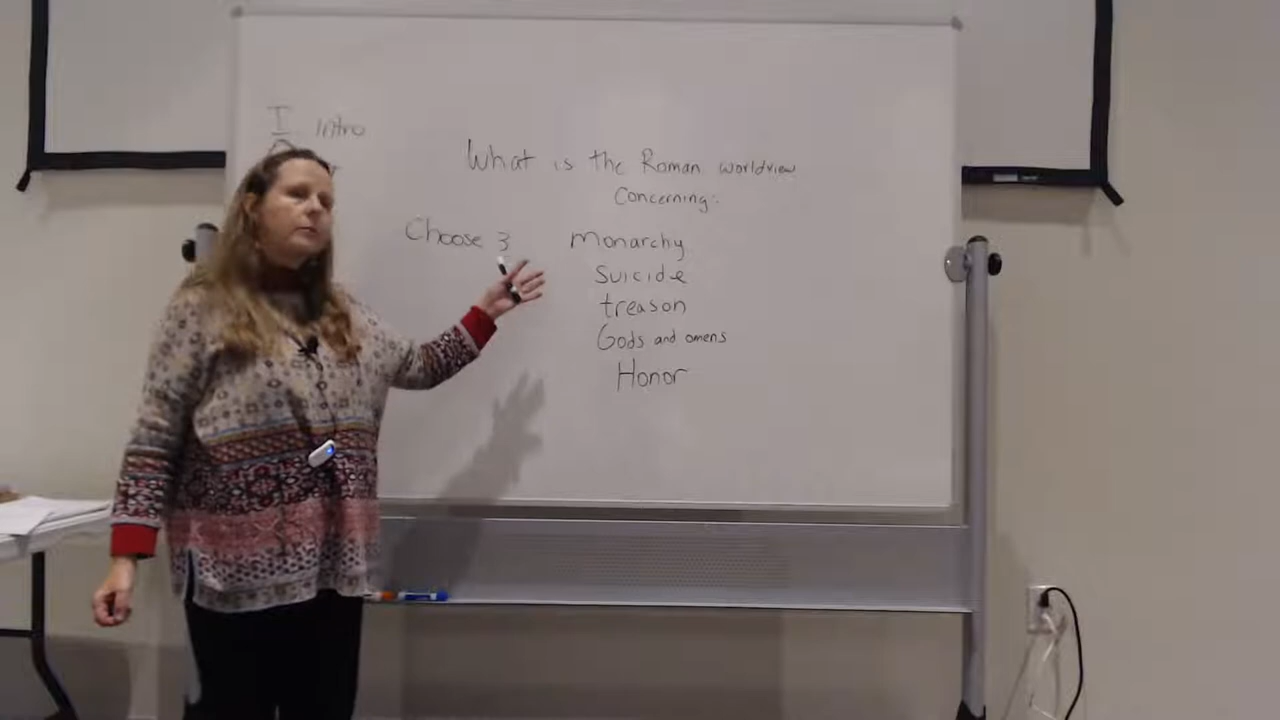 I Intro
What is the Roman worldview
Concerning:
Choose 3
Monarchy
Suicide
treason
Gods and omens
Honor